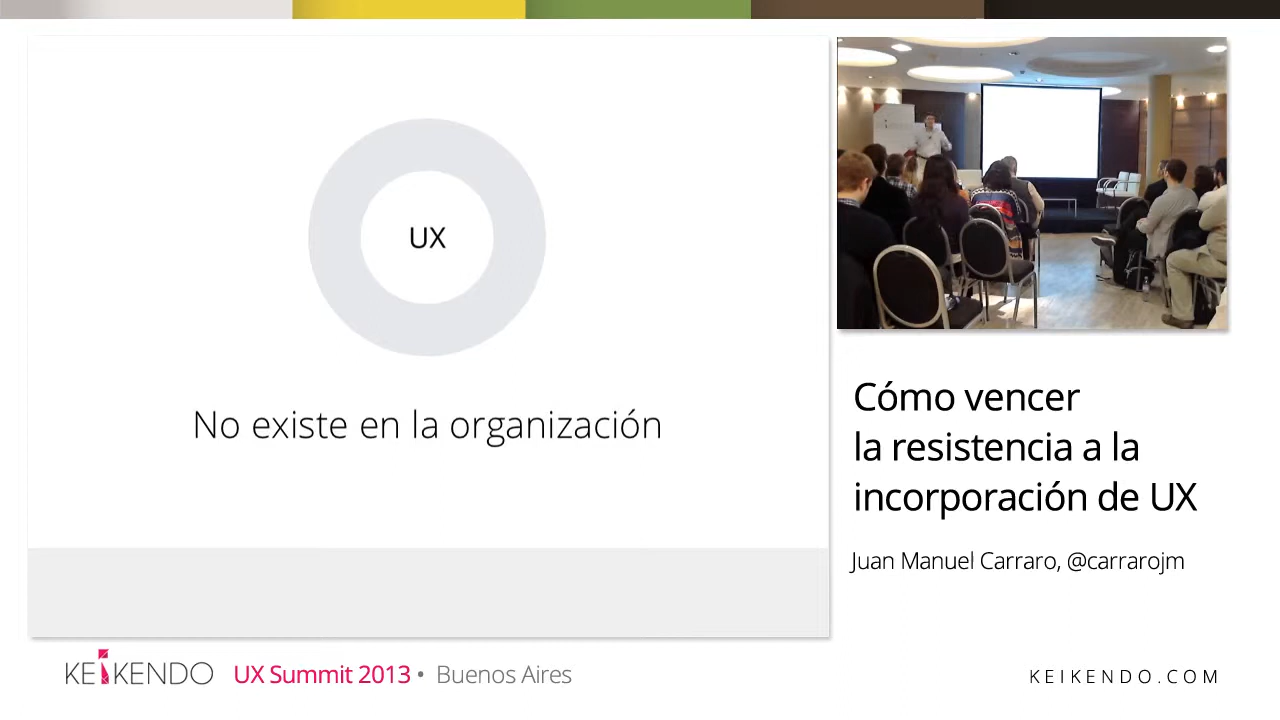 UX
No existe en la organización
Cómo vencer
la resistencia a la
incorporación de UX
Juan Manuel Carraro, @carrarojm
KEIKENDO UX Summit 2013 • Buenos Aires
KEIKENDO.COM